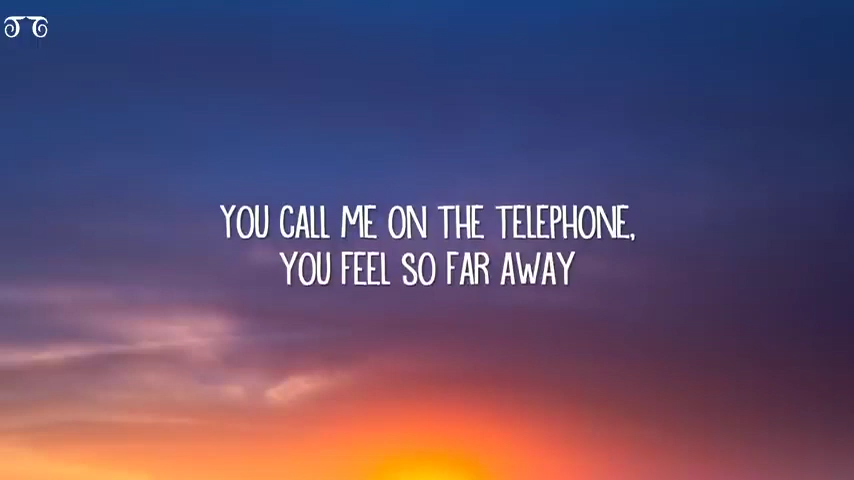 YOU CALL ME ON THE TELEPHONE,
YOU FEEL SO FAR AWAY